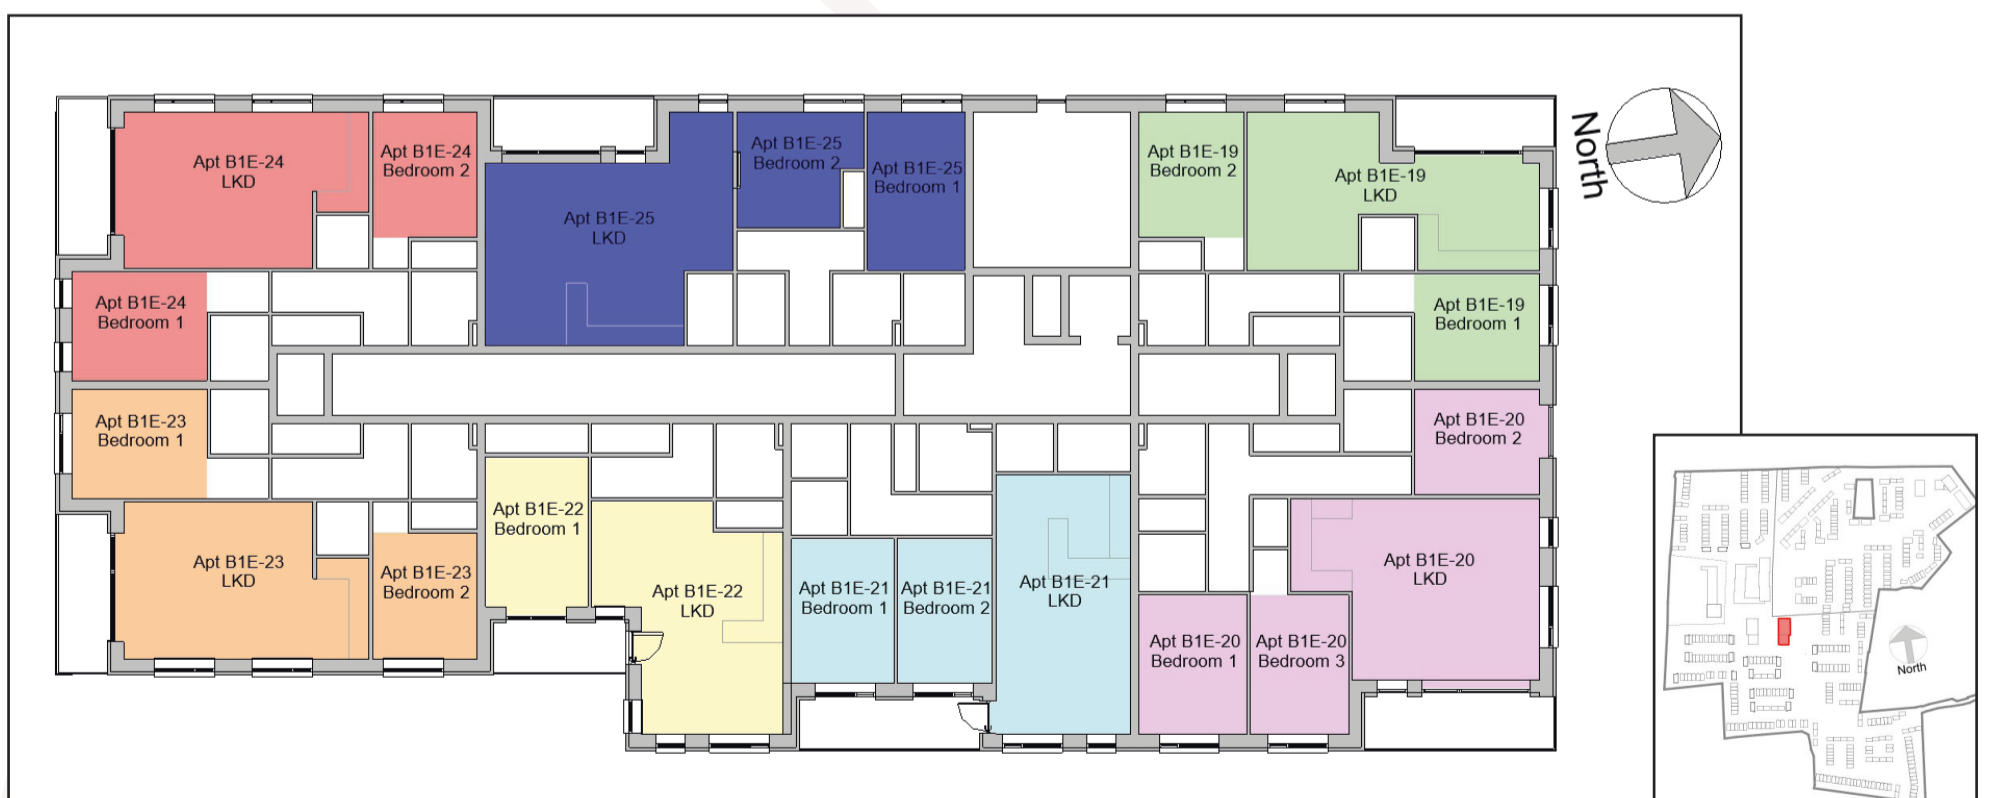 Apt B1E-24
LKD
Apt B1E-24
Bedroom 2
Apt B1E-25
LKD
Apt B1E-25
Bedroom 2
Apt B1E-25
Bedroom 1
Apt B1E-19
Bedroom 2
Apt B1E-19
LKD
North
Apt B1E-24
Bedroom 1
Apt B1E-19
Bedroom 1
Apt B1E-23
Bedroom 1
Apt B1E-20
Bedroom 2
Apt B1E-23
LKD
Apt B1E-23
Bedroom 2
Apt B1E-22
Bedroom 1
Apt B1E-22
LKD
Apt B1E-21
Bedroom 1
Apt B1E-21
Bedroom 2
Apt B1E-21
LKD
Apt B1E-20
LKD
Apt B1E-20
Bedroom 1
Apt B1E-20
Bedroom 3
North